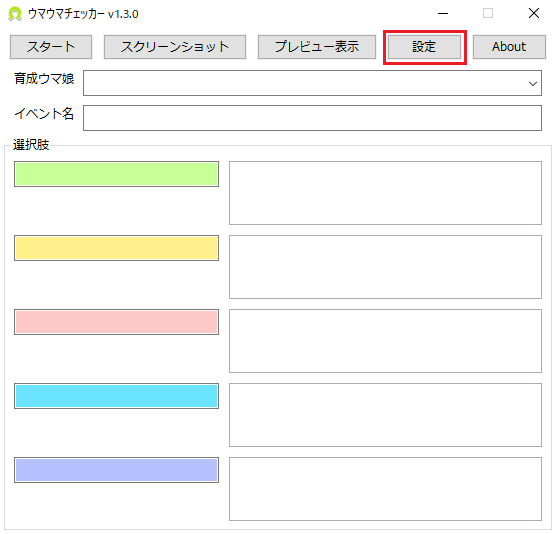 ウマウマチェッカー v1.3.0
スタート
スクリーンショット
プレビュー表示
設定
About
育成ウマ娘
イベント名
選択肢